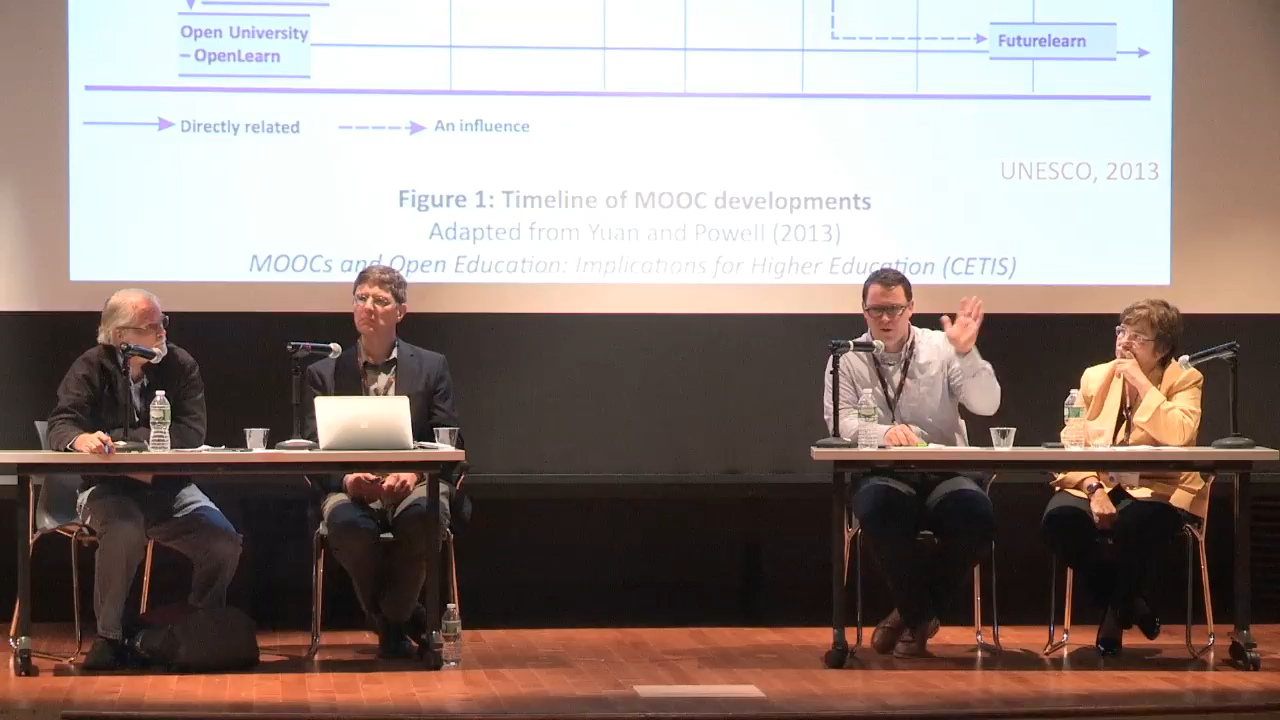 Open University
– OpenLearn
Futurelearn
Directly related
An influence
UNESCO, 2013
Figure 1: Timeline of MOOC developments
Adapted from Yuan and Powell (2013)
MOOCs and Open Education: Implications for Higher Education (CETIS)